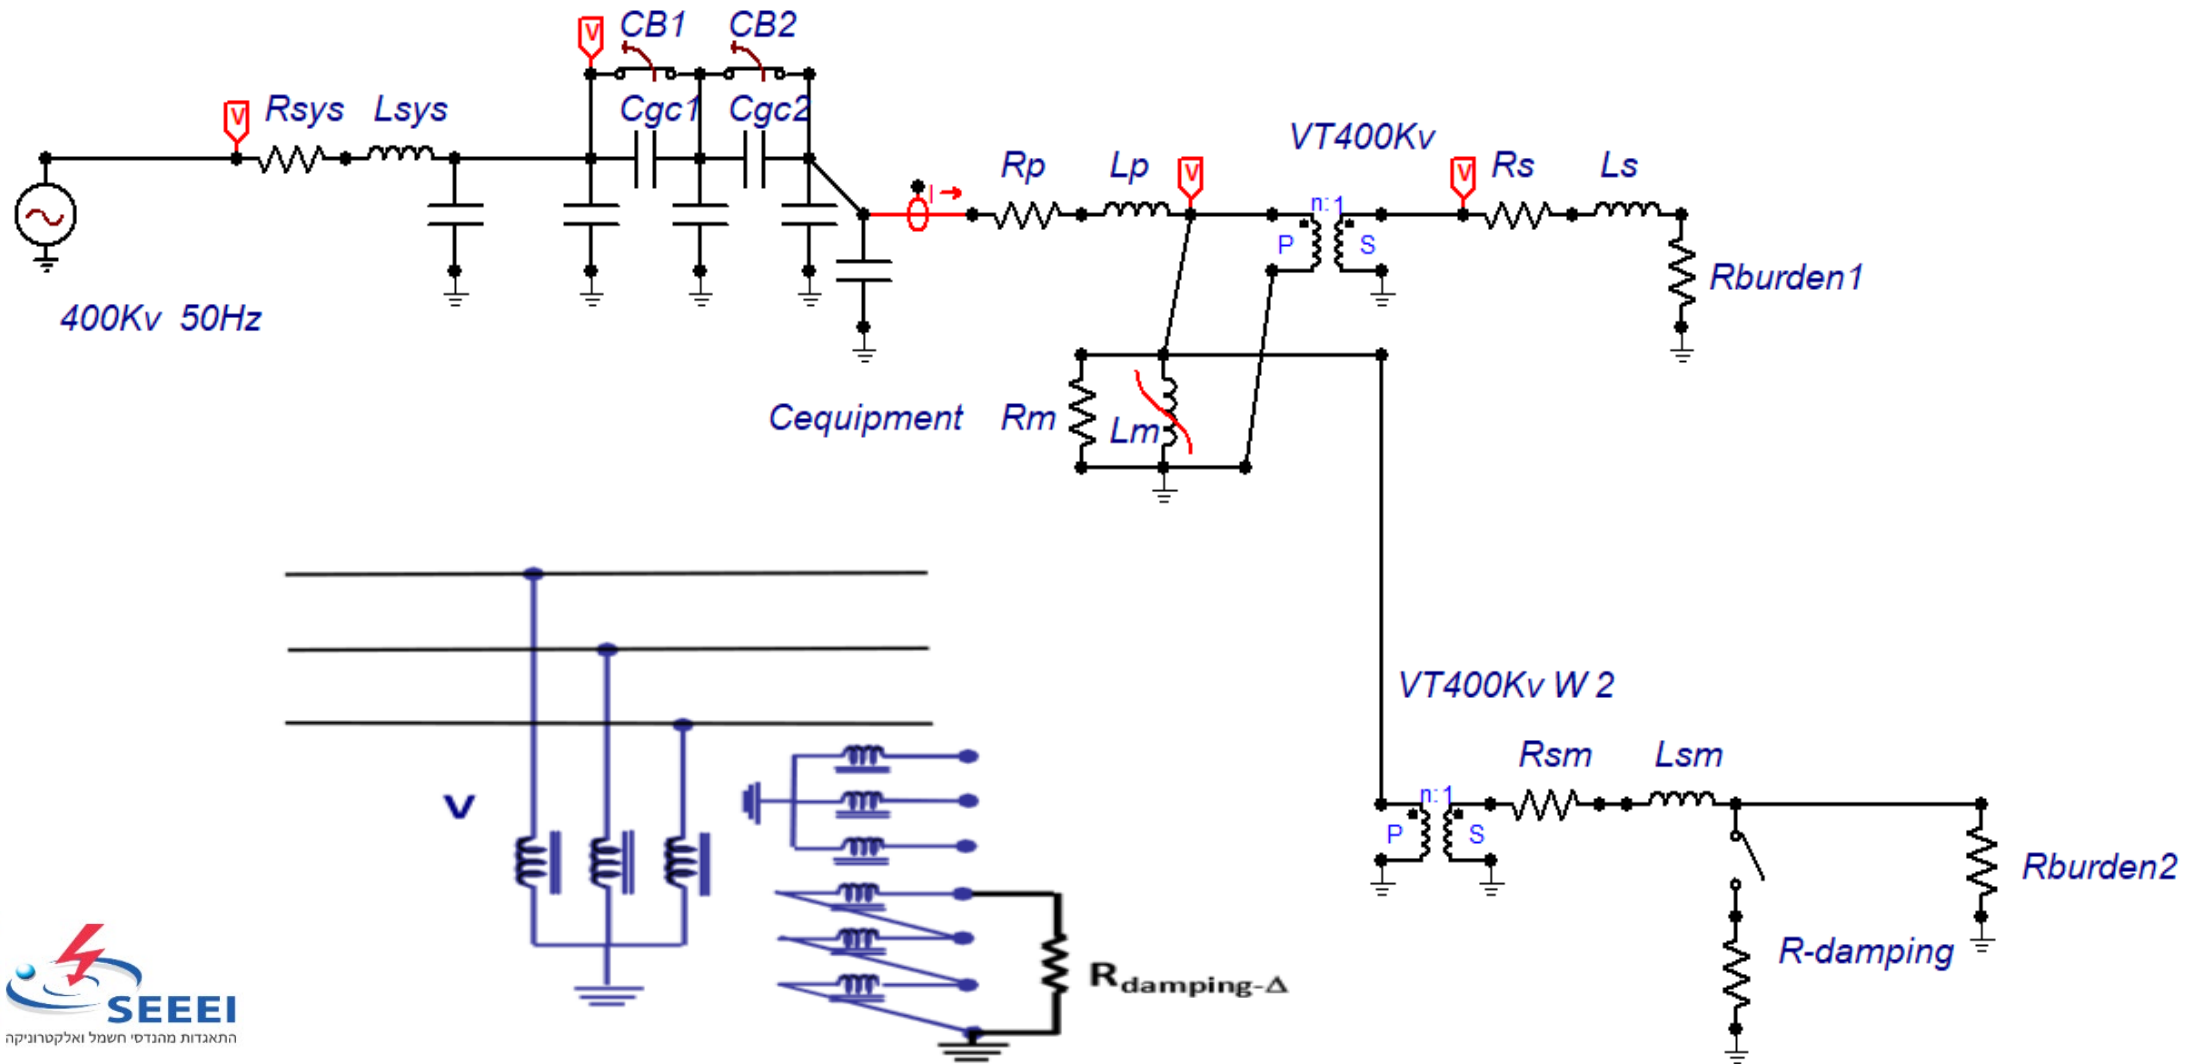 CB1 CB2
V
Rsys Lsys
V
Cgc1 Cgc2
VT400Kv
I
Rp Lp
V
V
Rs Ls
n:1
P S
Rburden1
400Kv 50Hz
Cequipment Rm Lm
VT400Kv W 2
Rsm Lsm
n:1
P S
Rburden2
R-damping
V
Rdamping-Δ
SEEEI
התאגדות מהנדסי חשמל ואלקטרוניקה